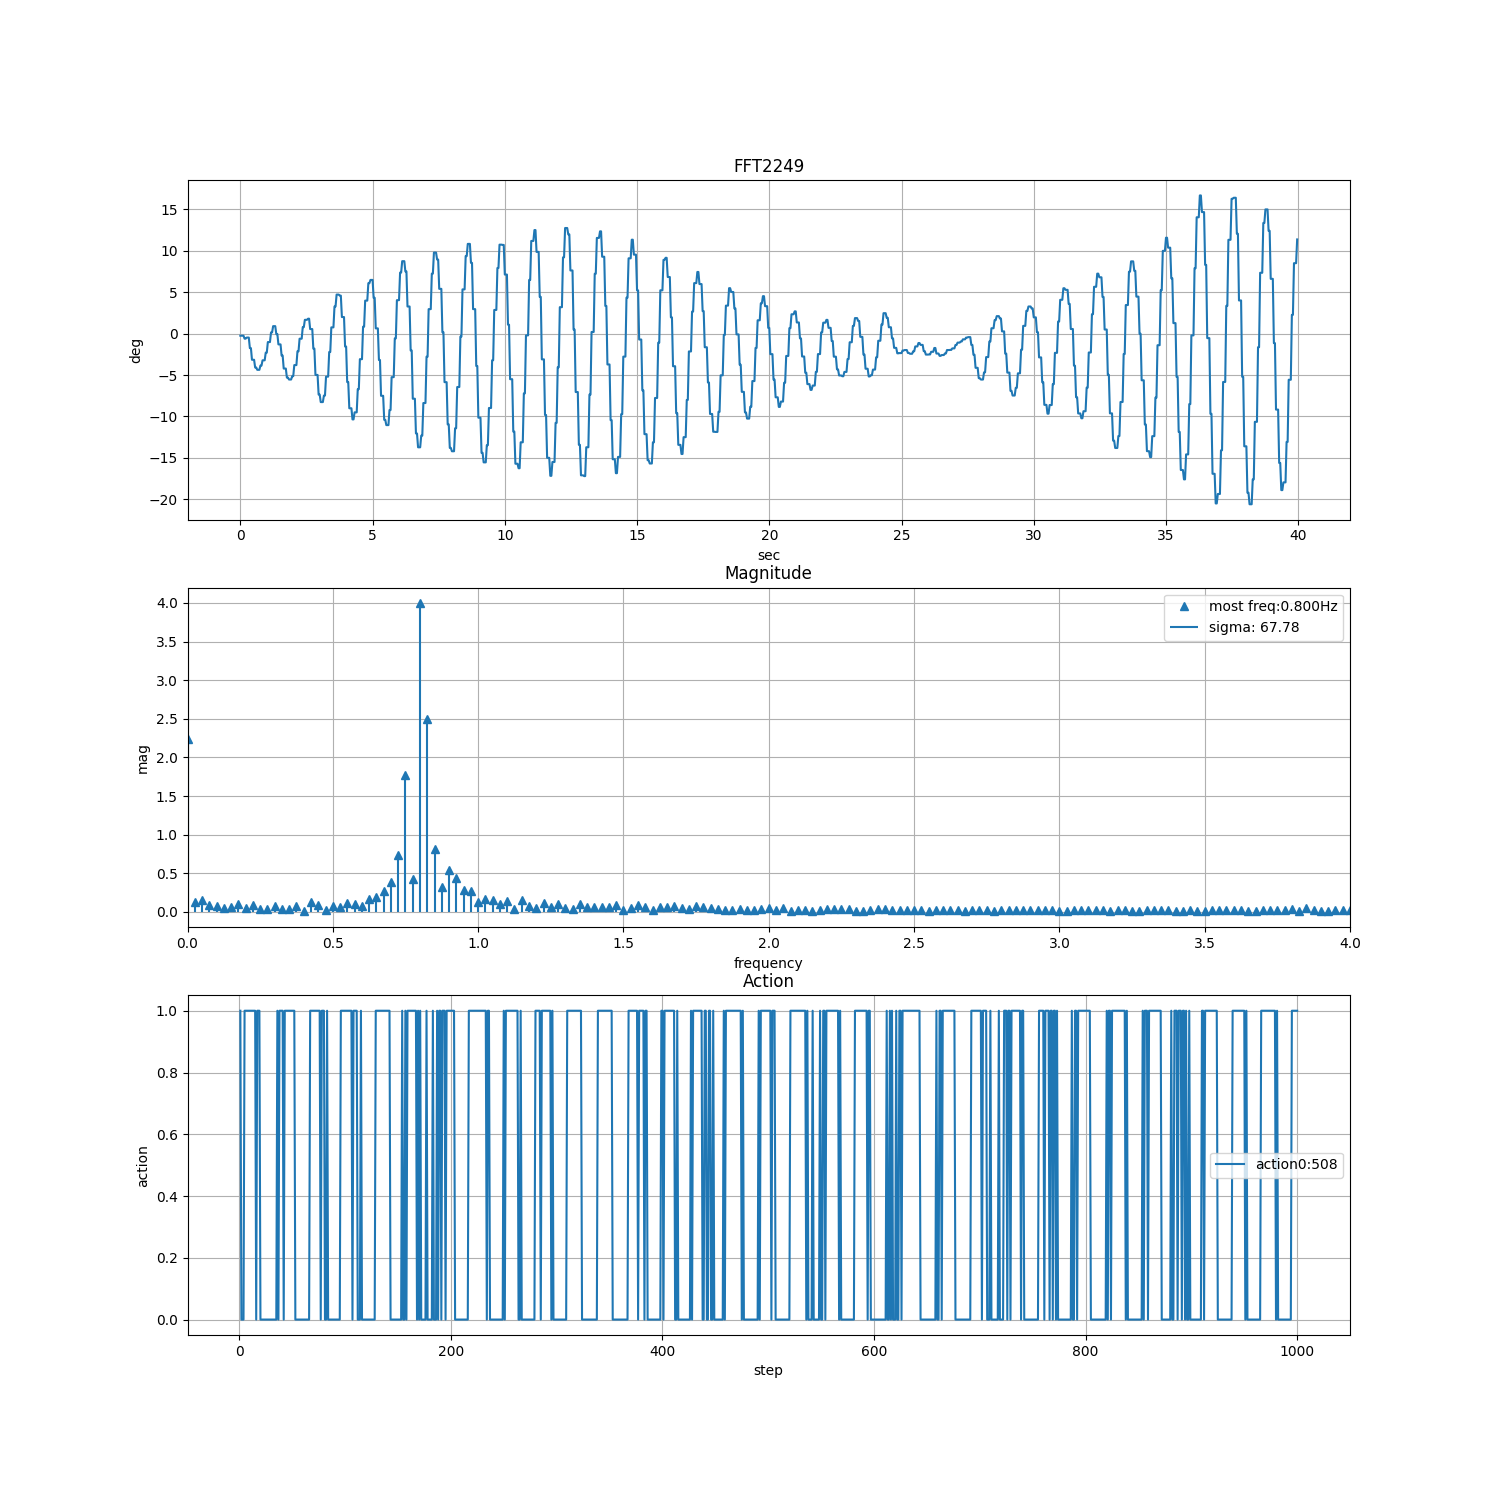 FFT2249
15
10
5
0
−5
−10
−15
−20
deg
0 5 10 15 20 25 30 35 40
sec
Magnitude
4.0
3.5
3.0
2.5
2.0
1.5
1.0
0.5
0.0
mag
most freq:0.800Hz
sigma: 67.78
0.0 0.5 1.0 1.5 2.0 2.5 3.0 3.5 4.0
frequency
Action
1.0
0.8
0.6
0.4
0.2
0.0
action
action0:508
0 200 400 600 800 1000
step